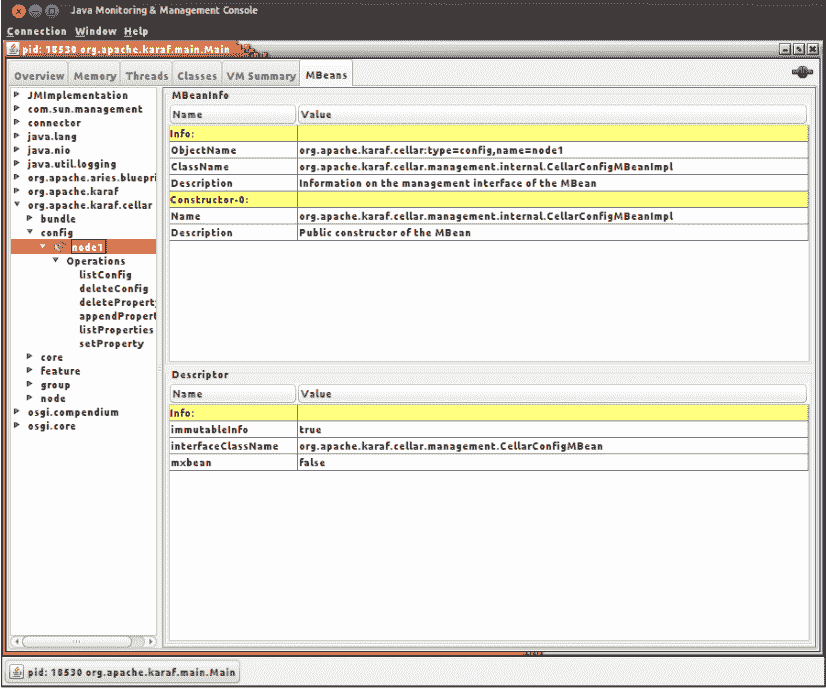 Java Monitoring & Management Console
Connection Window Help
pid: 18530 org.apache.karaf.main.Main
Overview Memory Threads Classes VM Summary MBeans
JMImplementation
com.sun.management
connector
java.lang
java.nio
java.util.logging
org.apache.aries.bluepri
org.apache.karaf
org.apache.karaf.cellar
bundle
config
node1
Operations
listConfig
deleteConfig
deletePropert
appendPropert
listProperties
setProperty
core
feature
group
node
osgi.compendium
osgi.core
MBeanInfo
Name Value
Info:
ObjectName org.apache.karaf.cellar:type=config,name=node1
ClassName org.apache.karaf.cellar.management.internal.CellarConfigMBeanImpl
Description Information on the management interface of the MBean
Constructor-0:
Name org.apache.karaf.cellar.management.internal.CellarConfigMBeanImpl
Description Public constructor of the MBean
Descriptor
Name Value
Info:
immutableInfo true
interfaceClassName org.apache.karaf.cellar.management.CellarConfigMBean
mxbean false
pid: 18530 org.apache.karaf.main.Main